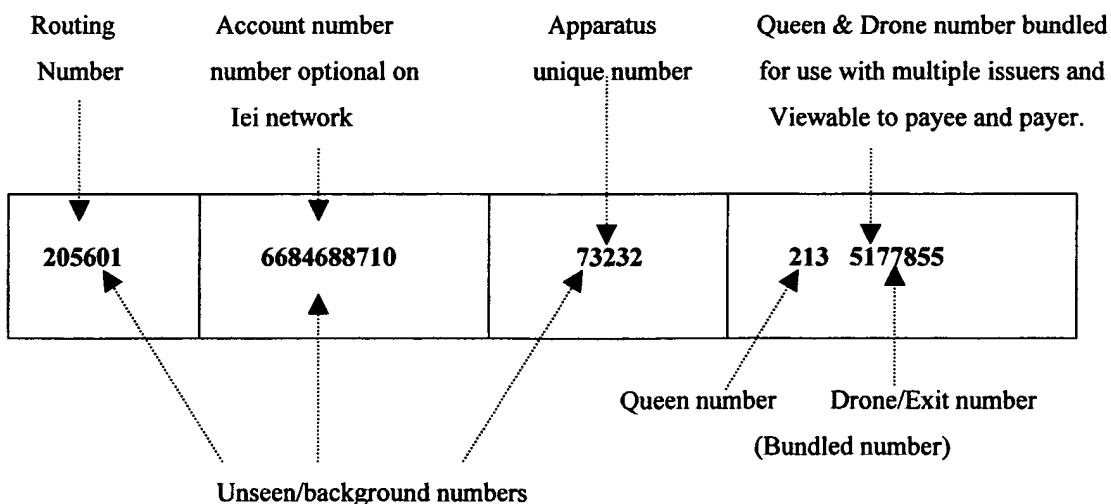 Routing
Number
Account number
number optional on
Iei network
Apparatus
unique number
Queen & Drone number bundled
for use with multiple issuers and
Viewable to payee and payer.
205601
6684688710
73232
213 5177855
Queen number
Drone/Exit number
(Bundled number)
Unseen/background numbers